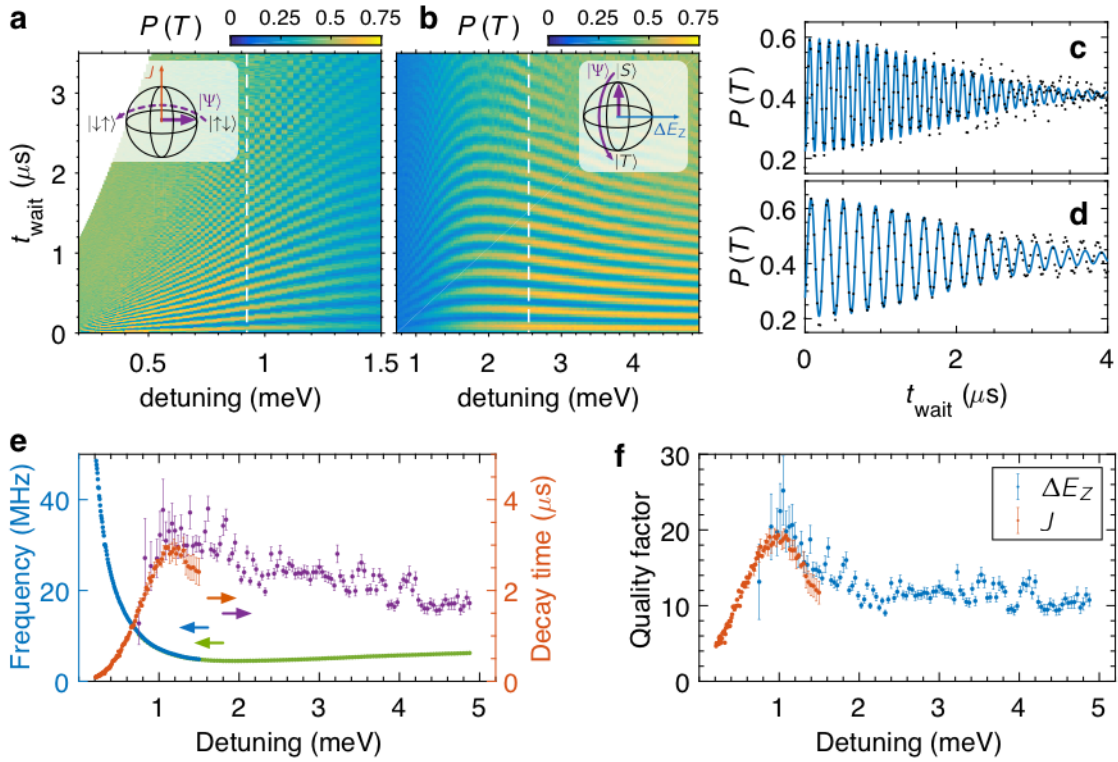 a
P (T)
0 0.25 0.75
b
P (T)
0 0.25 0.75
c
t_wait (μs)
3
2
1
0
J
|Ψ⟩
|↓↑⟩
|↑↓⟩
|Ψ⟩
|S⟩
ΔE_Z
|T⟩
0.5 1 1.5
detuning (meV)
1 2 3 4
detuning (meV)
P (T)
0.6
0.4
0.2
d
P (T)
0.6
0.4
0.2
0 2 4
t_wait (μs)
e
Frequency (MHz)
40
20
0
Decay time (μs)
4
2
0
1 2 3 4 5
Detuning (meV)
f
Quality factor
30
20
10
0
ΔE_Z
J
1 2 3 4 5
Detuning (meV)